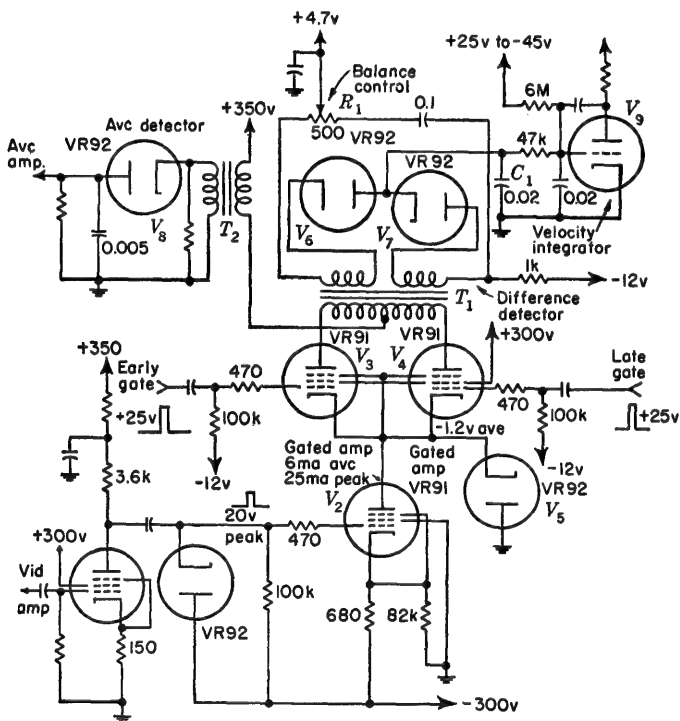 +4.7v
+25v to -45v
Balance
control
R1
6M
V9
+350v
0.1
Avc detector
500
VR92
47k
Avc
amp.
VR92
VR92
C1
0.02
0.02
V6
V7
V8
T2
Velocity
integrator
0.005
1k
-12v
T1
Difference
detector
VR91
VR91
+300v
+350
Early
gate
V3
V4
Late
gate
470
470
+25v
100k
-1.2v ave
100k
+25v
Gated amp
6ma avc
25ma peak
Gated
amp
VR91
-12v
VR92
V5
3.6k
-12v
V2
20v
peak
+300v
470
Vid
amp
100k
680
82k
VR92
150
-300v